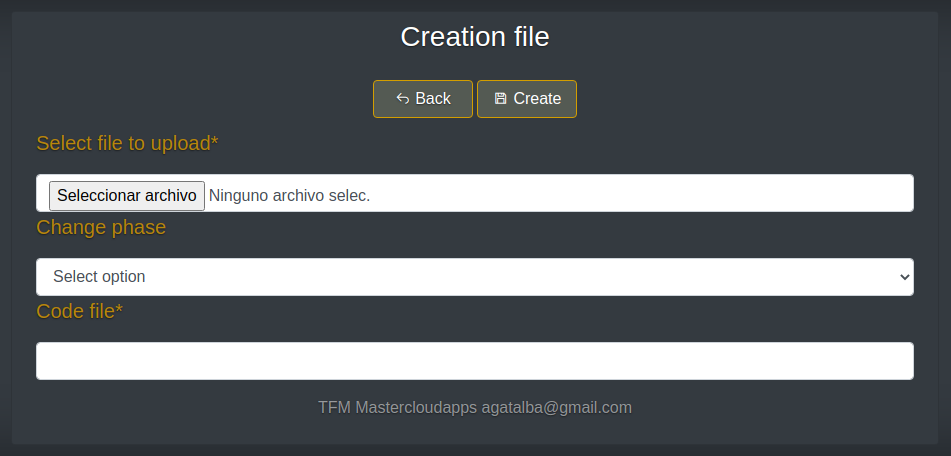 Creation file
Back Create
Select file to upload*
Seleccionar archivo Ninguno archivo selec.
Change phase
Select option
Code file*
TFM Mastercloudapps agatalba@gmail.com